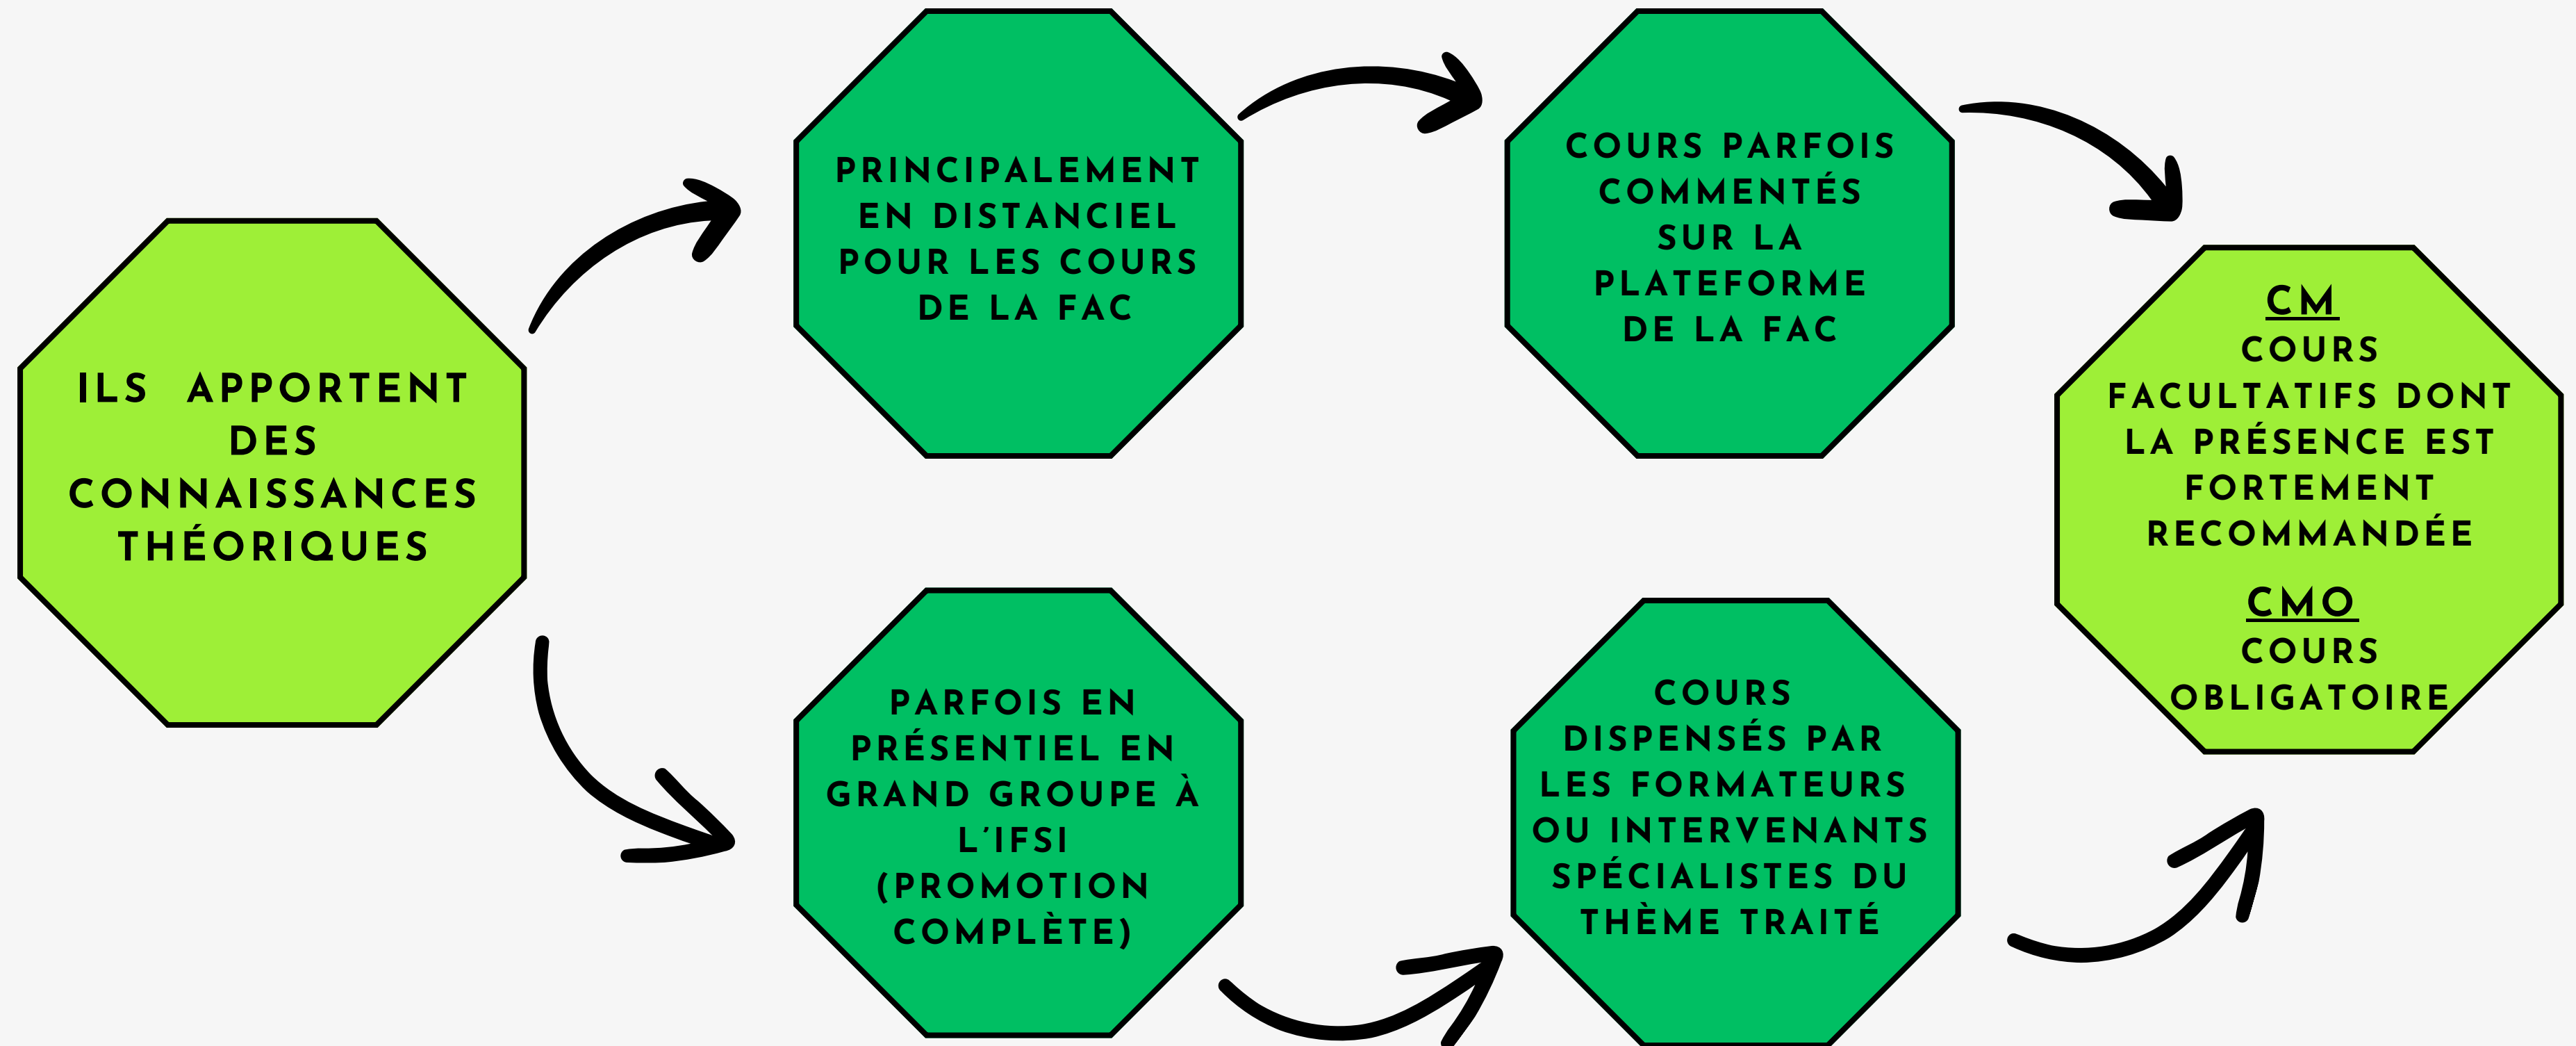 ILS APPORTENT
DES
CONNAISSANCES
THÉORIQUES
PRINCIPALEMENT
EN DISTANCIEL
POUR LES COURS
DE LA FAC
COURS PARFOIS
COMMENTÉS
SUR LA
PLATEFORME
DE LA FAC
PARFOIS EN
PRÉSENTIEL EN
GRAND GROUPE À
L'IFSI
(PROMOTION
COMPLÈTE)
COURS
DISPENSÉS PAR
LES FORMATEURS
OU INTERVENANTS
SPÉCIALISTES DU
THÈME TRAITÉ
CM
COURS
FACULTATIFS DONT
LA PRÉSENCE EST
FORTEMENT
RECOMMANDÉE
CMO
COURS
OBLIGATOIRE